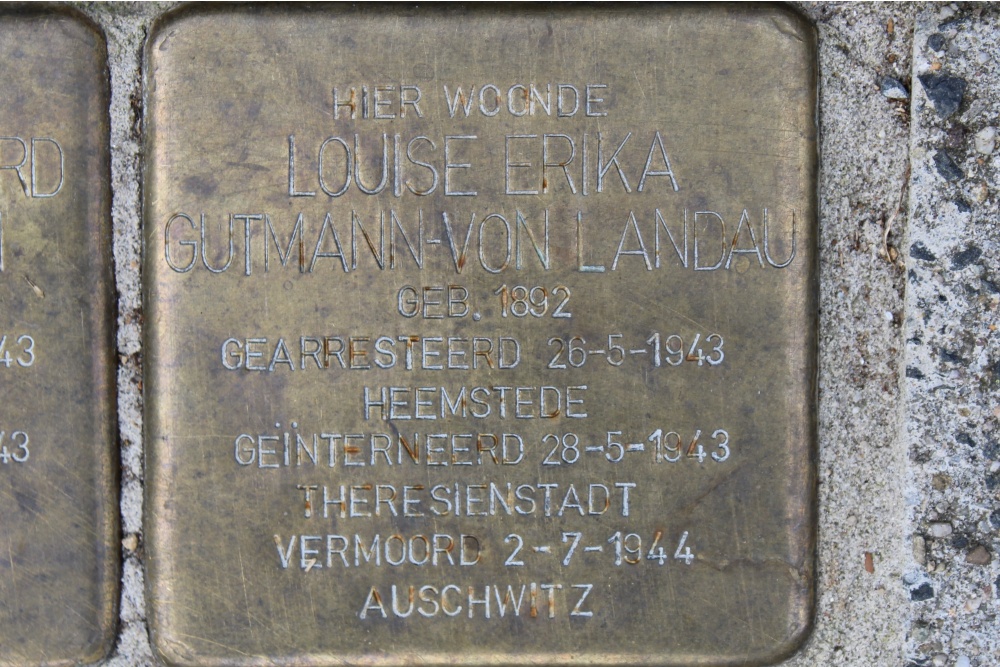 HIER WOONDE
LOUISE ERIKA
GUTMANN-VON LANDAU
GEB. 1892
GEARRESTEERD 26-5-1943
HEEMSTEDE
GEÏNTERNEERD 28-5-1943
THERESIENSTADT
VERMOORD 2-7-1944
AUSCHWITZ